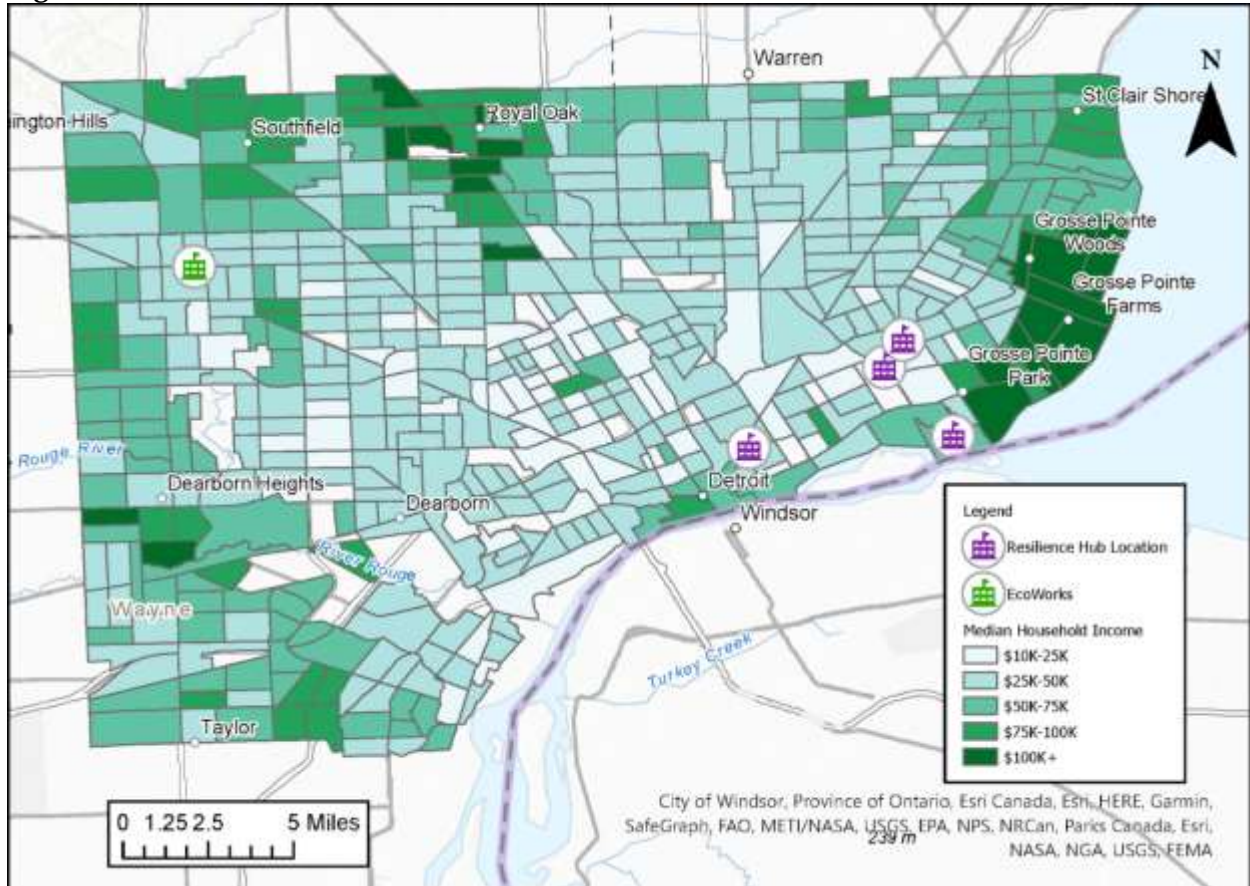 Warren
N
St Clair Shore
ington Hills
Southfield
Royal Oak
Grosse Pointe
Woods
Grosse Pointe
Farms
Grosse Pointe
Park
Rouge River
Dearborn Heights
Dearborn
Detroit
Windsor
River Rouge
Wayne
Turkey Creek
Taylor
Legend
Resilience Hub Location
EcoWorks
Median Household Income
$10K-25K
$25K-50K
$50K-75K
$75K-100K
$100K+
0 1.25 2.5 5 Miles
City of Windsor, Province of Ontario, Esri Canada, Esri, HERE, Garmin,
SafeGraph, FAO, METI/NASA, USGS, EPA, NPS, NRCan, Parks Canada, Esri,
239 m
NASA, NGA, USGS, FEMA